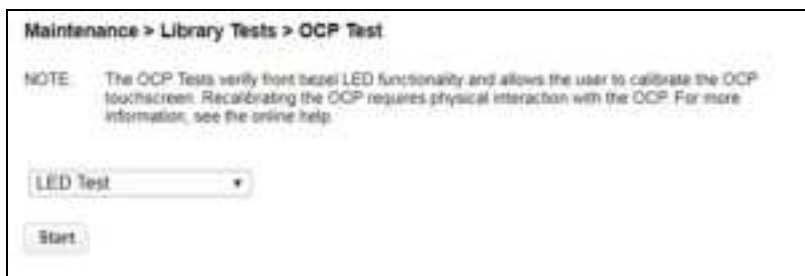 Maintenance > Library Tests > OCP Test
NOTE: The OCP Tests verify front bezel LED functionality and allows the user to calibrate the OCP
touchscreen. Recalibrating the OCP requires physical interaction with the OCP. For more
information, see the online help.
LED Test
Start